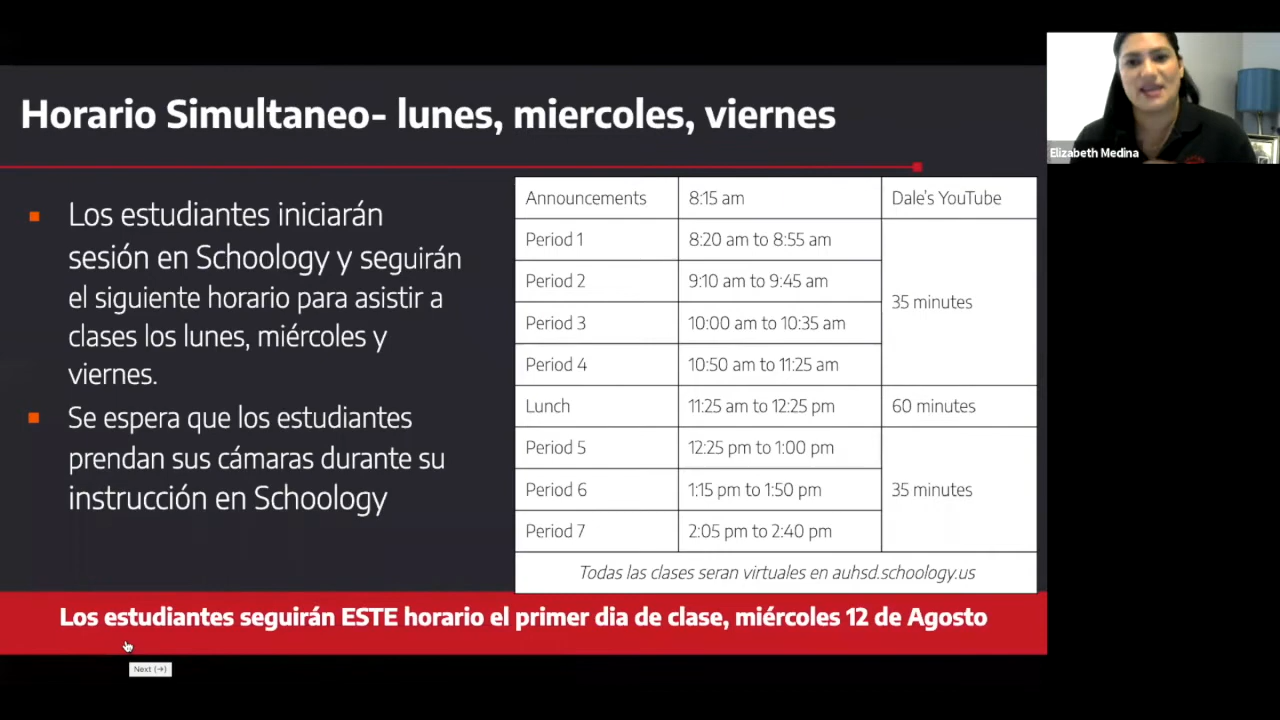 Horario Simultaneo- lunes, miercoles, viernes
Elizabeth Medina
Los estudiantes iniciarán
sesión en Schoology y seguirán
el siguiente horario para asistir a
clases los lunes, miércoles y
viernes.
Se espera que los estudiantes
prendan sus cámaras durante su
instrucción en Schoology
Announcements 8:15 am Dale's YouTube
Period 1 8:20 am to 8:55 am
Period 2 9:10 am to 9:45 am
35 minutes
Period 3 10:00 am to 10:35 am
Period 4 10:50 am to 11:25 am
Lunch 11:25 am to 12:25 pm 60 minutes
Period 5 12:25 pm to 1:00 pm
Period 6 1:15 pm to 1:50 pm 35 minutes
Period 7 2:05 pm to 2:40 pm
Todas las clases seran virtuales en auhsd.schoology.us
Los estudiantes seguirán ESTE horario el primer dia de clase, miércoles 12 de Agosto
Next (→)